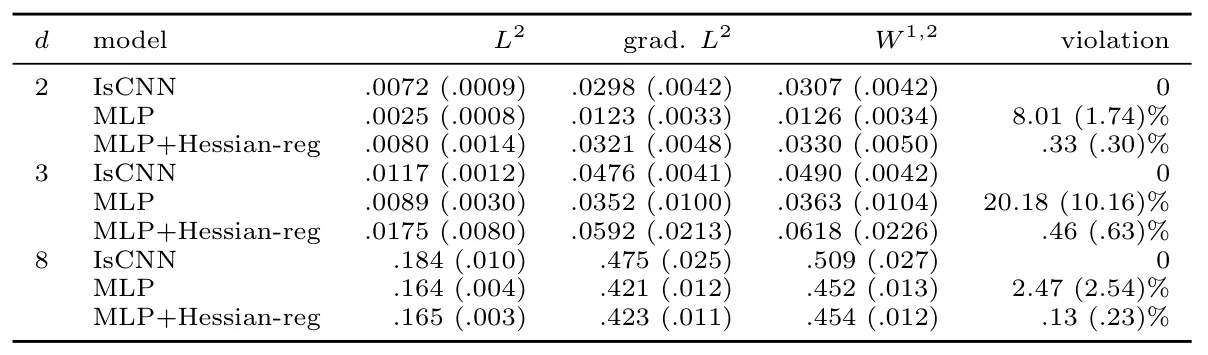 d model L² grad. L² W¹,² violation
2 IsCNN .0072 (.0009) .0298 (.0042) .0307 (.0042) 0
MLP .0025 (.0008) .0123 (.0033) .0126 (.0034) 8.01 (1.74)%
MLP+Hessian-reg .0080 (.0014) .0321 (.0048) .0330 (.0050) .33 (.30)%
3 IsCNN .0117 (.0012) .0476 (.0041) .0490 (.0042) 0
MLP .0089 (.0030) .0352 (.0100) .0363 (.0104) 20.18 (10.16)%
MLP+Hessian-reg .0175 (.0080) .0592 (.0213) .0618 (.0226) .46 (.63)%
8 IsCNN .184 (.010) .475 (.025) .509 (.027) 0
MLP .164 (.004) .421 (.012) .452 (.013) 2.47 (2.54)%
MLP+Hessian-reg .165 (.003) .423 (.011) .454 (.012) .13 (.23)%